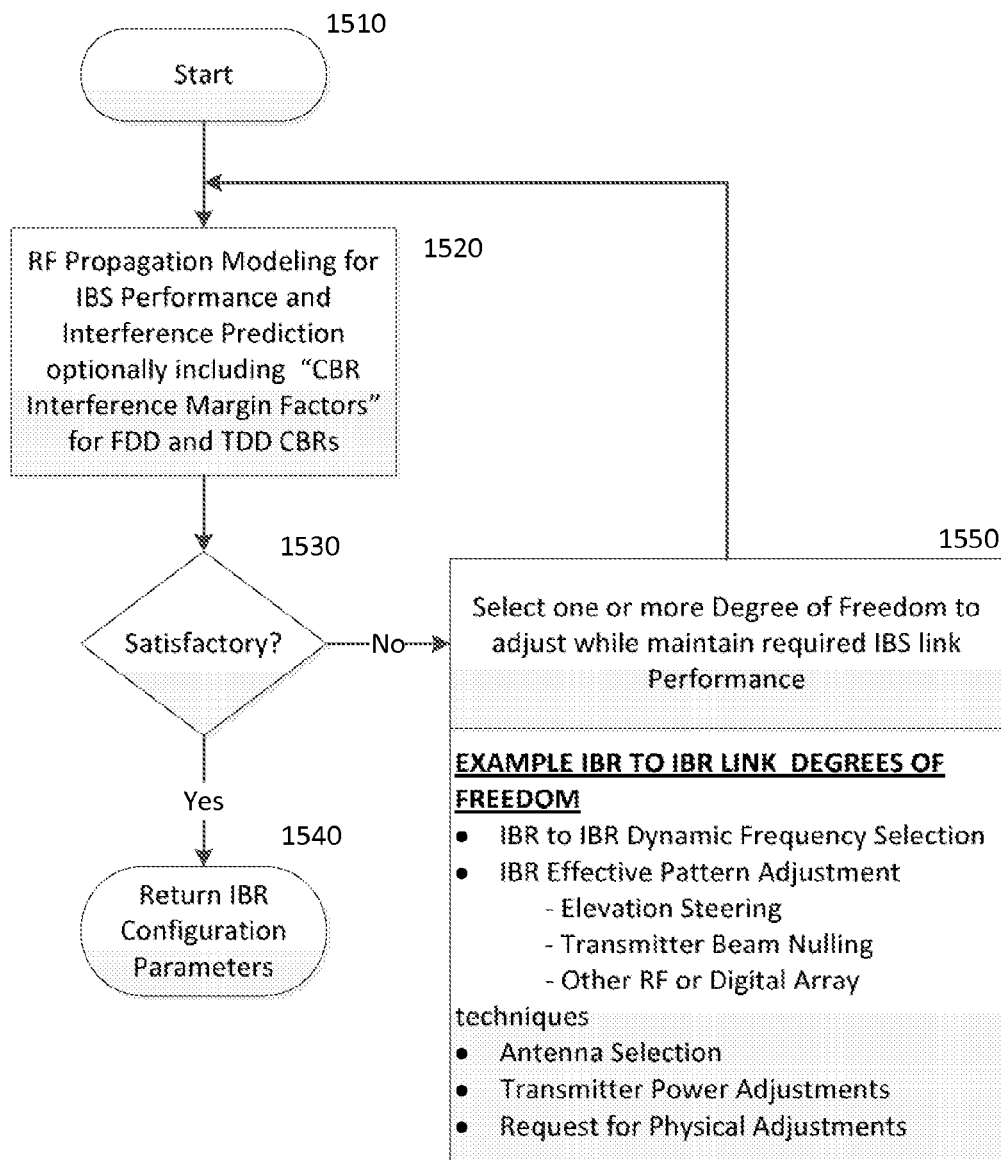 1510
Start
1520
RF Propagation Modeling for
IBS Performance and
Interference Prediction
optionally including “CBR
Interference Margin Factors”
for FDD and TDD CBRs
1530
Satisfactory?
No
Yes
1540
Return IBR
Configuration
Parameters
1550
Select one or more Degree of Freedom to
adjust while maintain required IBS link
Performance
EXAMPLE IBR TO IBR LINK DEGREES OF
FREEDOM
● IBR to IBR Dynamic Frequency Selection
● IBR Effective Pattern Adjustment
- Elevation Steering
- Transmitter Beam Nulling
- Other RF or Digital Array
techniques
● Antenna Selection
● Transmitter Power Adjustments
● Request for Physical Adjustments